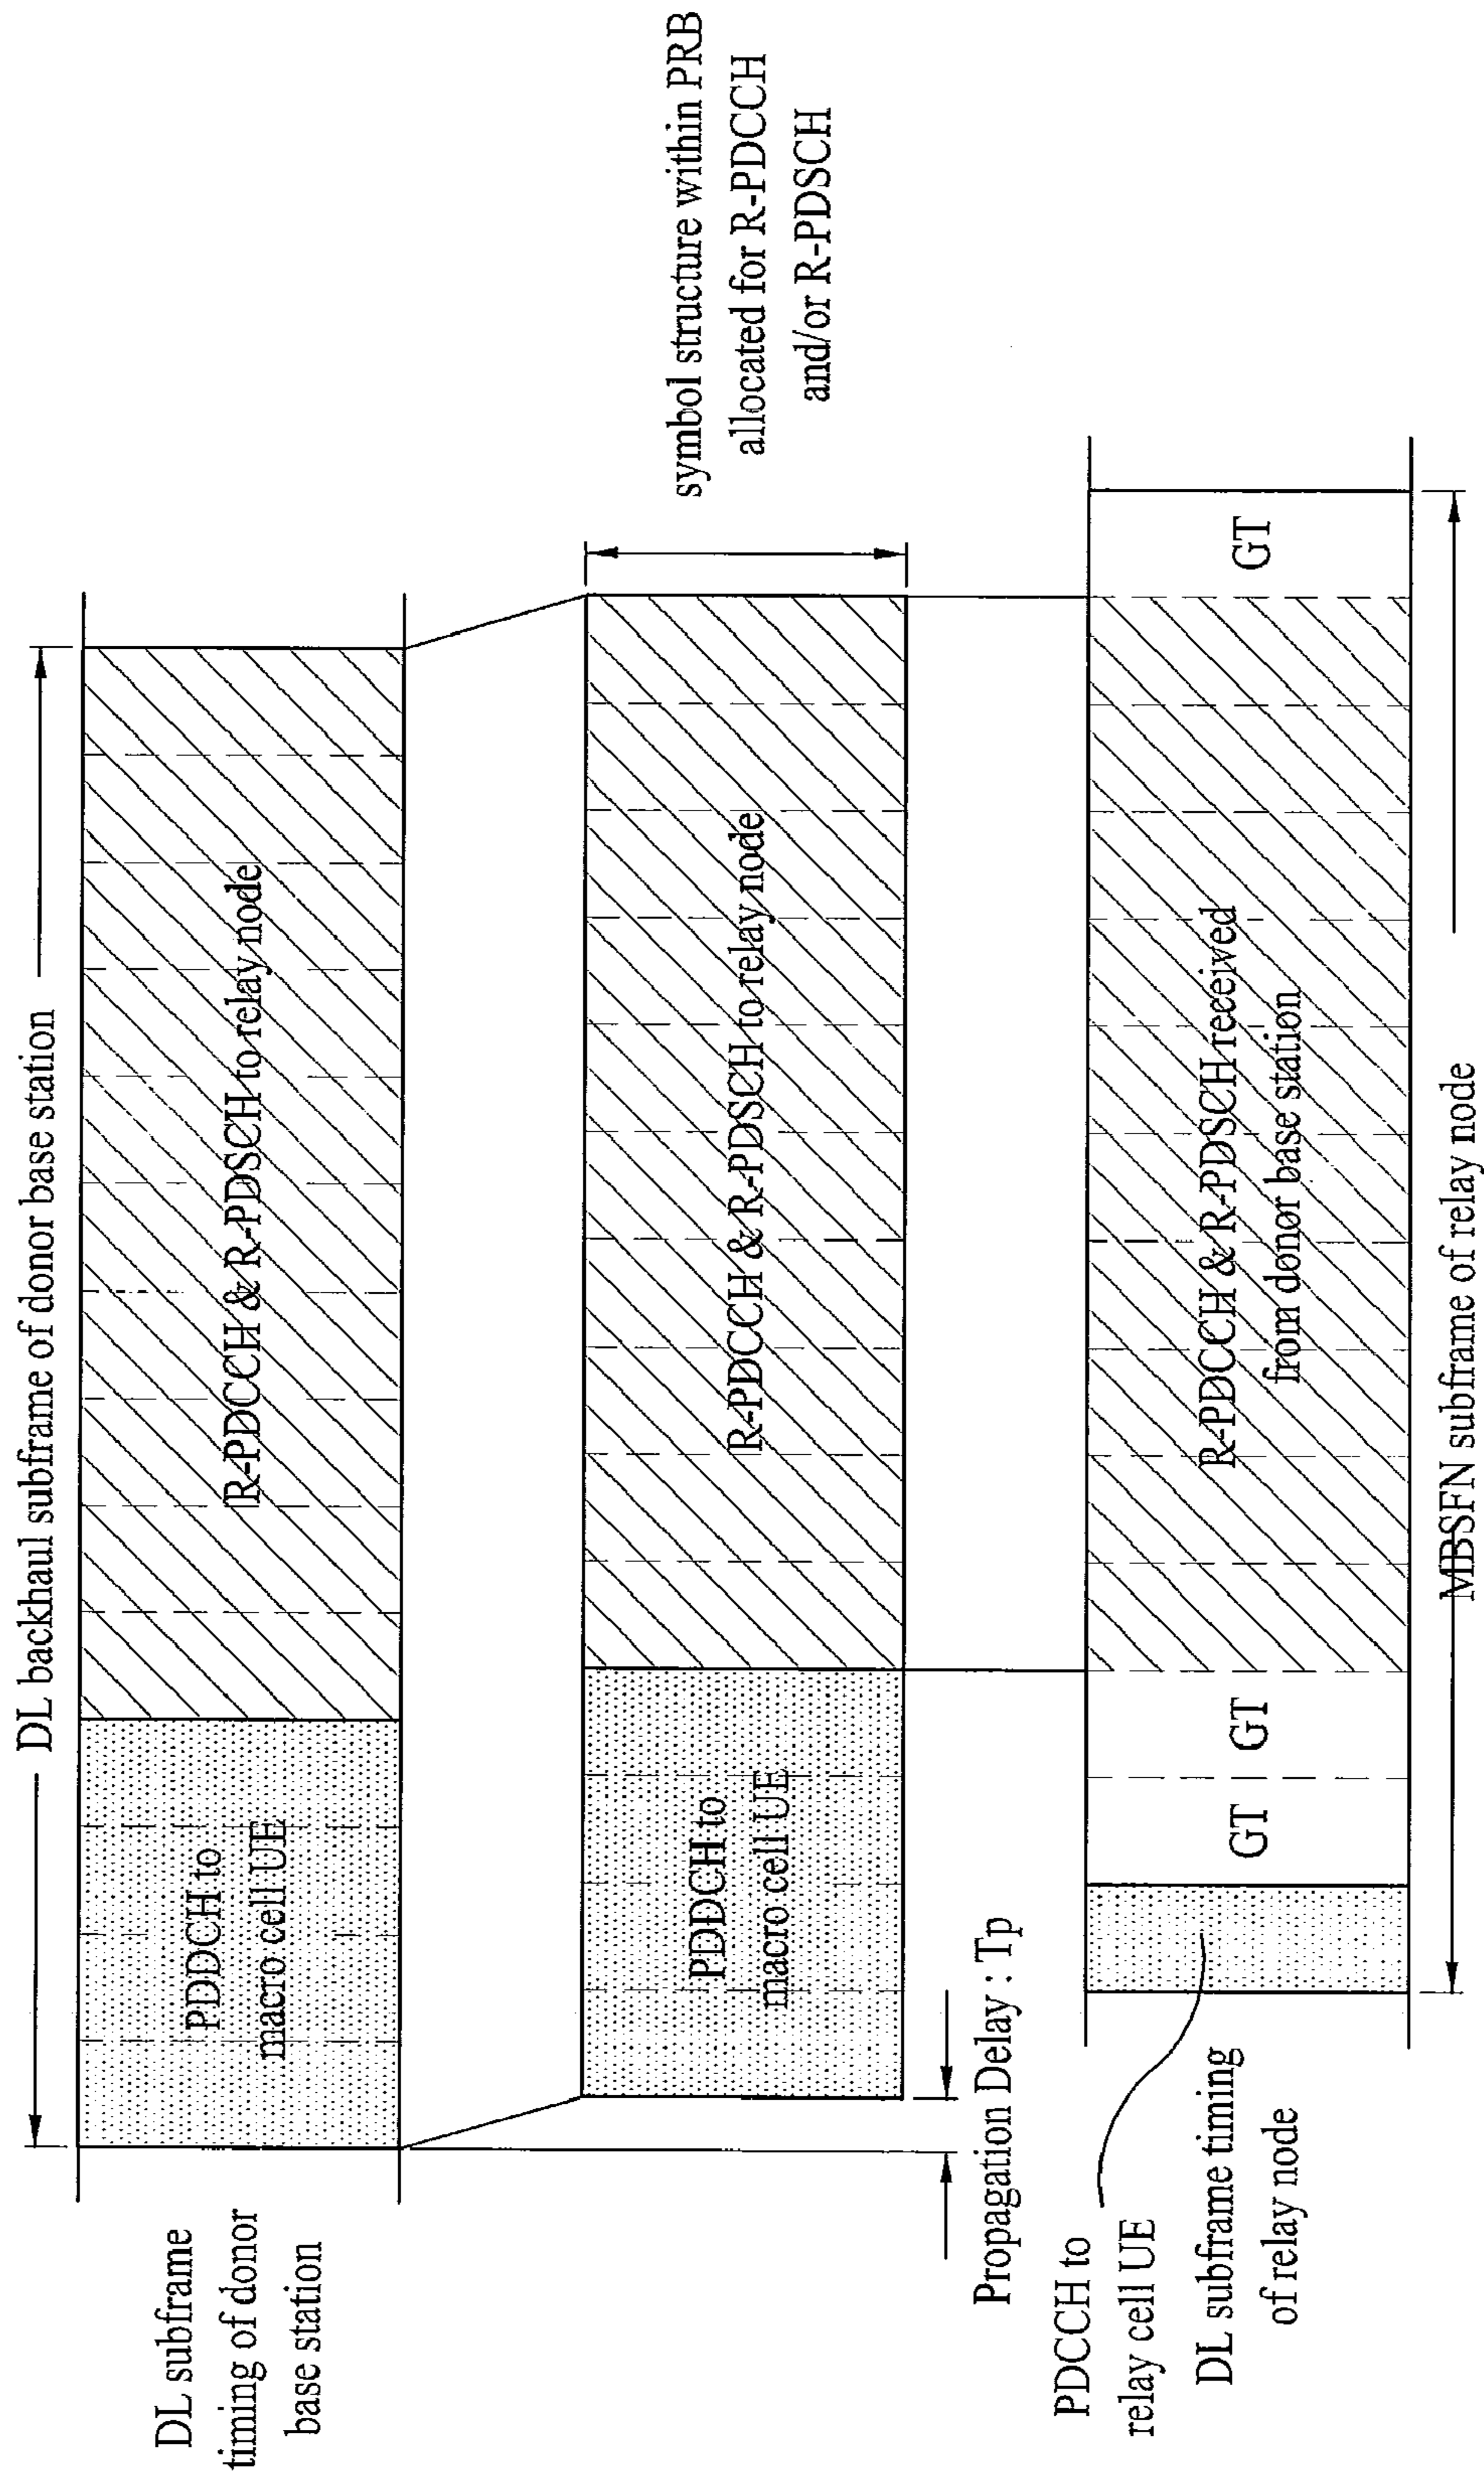 DL backhaul subframe of donor base station
DL subframe
timing of donor
base station
PDDCH to
macro cell UE
R-PDCCH & R-PDSCH to relay node
PDDCH to
macro cell UE
R-PDCCH & R-PDSCH to relay node
symbol structure within PRB
allocated for R-PDCCH
and/or R-PDSCH
Propagation Delay : Tp
PDCCH to
relay cell UE
DL subframe timing
of relay node
GT
GT
R-PDCCH & R-PDSCH received
from donor base station
GT
MBSFN subframe of relay node